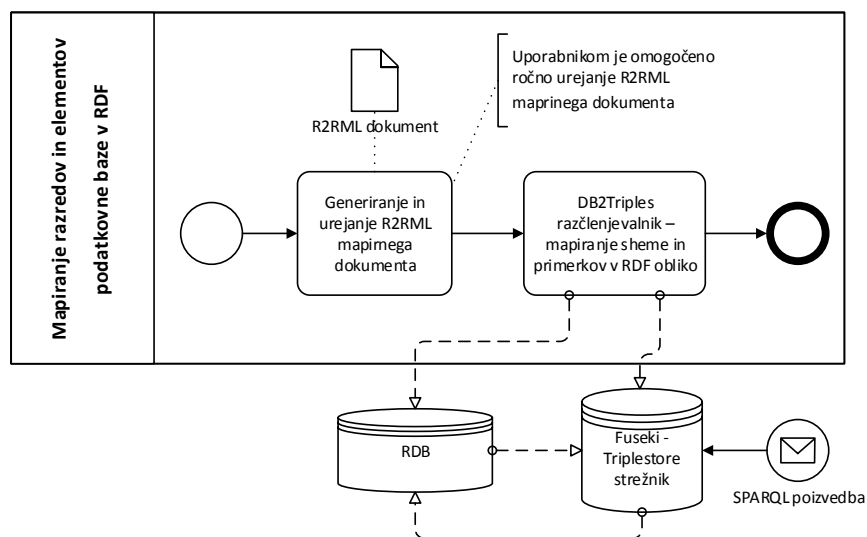 Mapiranje razredov in elementov
podatkovne baze v RDF
R2RML dokument
Uporabnikom je omogočeno
ročno urejanje R2RML
maprinega dokumenta
Generiranje in
urejanje R2RML
mapirnega
dokumenta
DB2Triples
razčlenjevalnik –
mapiranje sheme in
primerkov v RDF obliko
RDB
Fuseki -
Triplestore
strežnik
SPARQL poizvedba